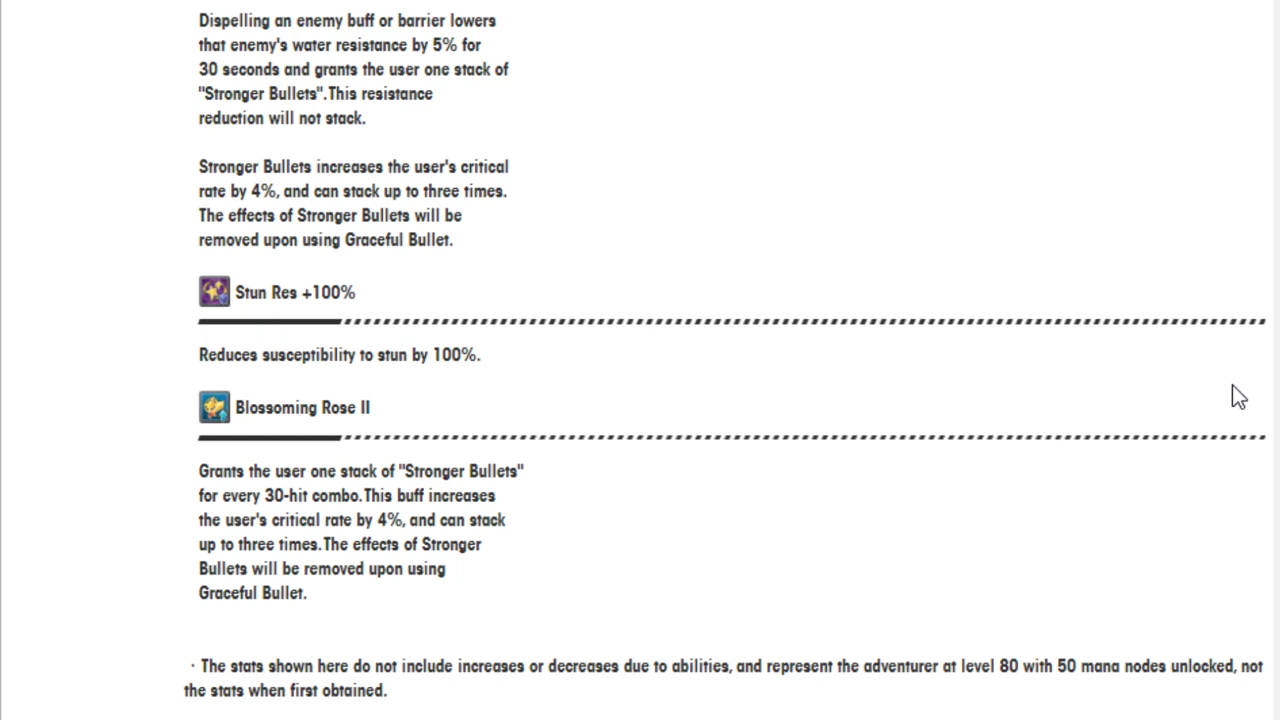 Dispelling an enemy buff or barrier lowers
that enemy's water resistance by 5% for
30 seconds and grants the user one stack of
"Stronger Bullets".This resistance
reduction will not stack.
Stronger Bullets increases the user's critical
rate by 4%, and can stack up to three times.
The effects of Stronger Bullets will be
removed upon using Graceful Bullet.
Stun Res +100%
Reduces susceptibility to stun by 100%.
Blossoming Rose II
Grants the user one stack of "Stronger Bullets"
for every 30-hit combo.This buff increases
the user's critical rate by 4%, and can stack
up to three times.The effects of Stronger
Bullets will be removed upon using
Graceful Bullet.
· The stats shown here do not include increases or decreases due to abilities, and represent the adventurer at level 80 with 50 mana nodes unlocked, not
the stats when first obtained.